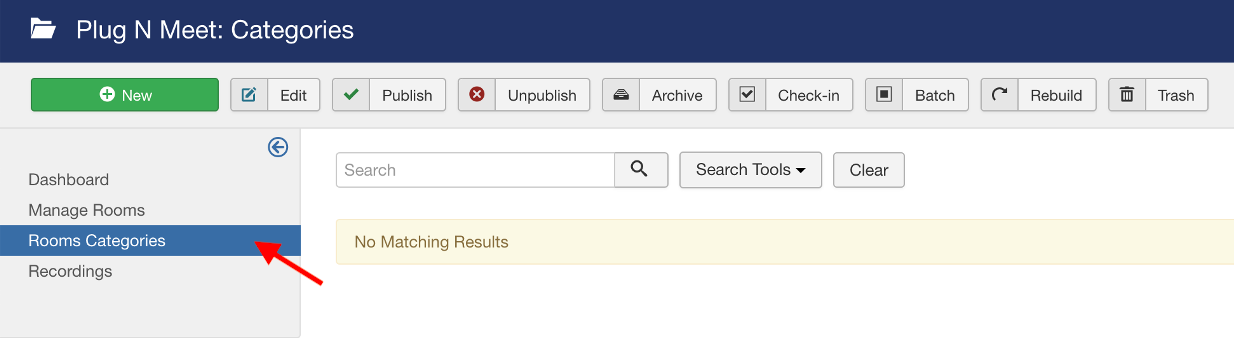 Plug N Meet: Categories
New Edit Publish Unpublish Archive Check-in Batch Rebuild Trash
Dashboard
Manage Rooms
Rooms Categories
Recordings
Search Search Tools Clear
No Matching Results